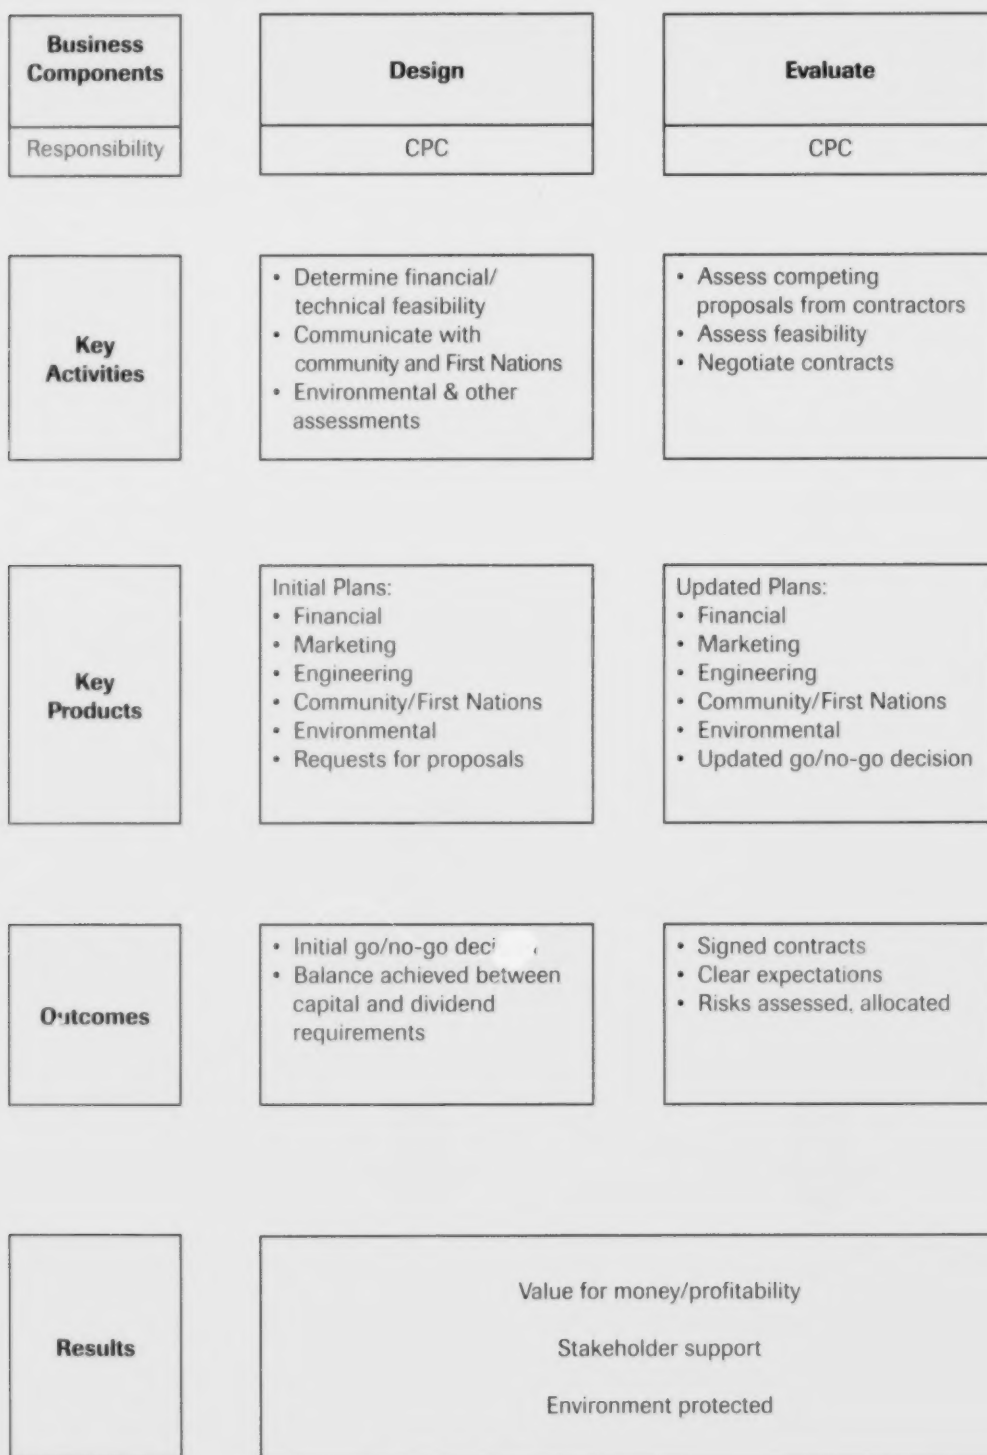 Business
Components
Responsibility
Design
CPC
Evaluate
CPC
Key
Activities
• Determine financial/
technical feasibility
• Communicate with
community and First Nations
• Environmental & other
assessments
• Assess competing
proposals from contractors
• Assess feasibility
• Negotiate contracts
Key
Products
Initial Plans:
• Financial
• Marketing
• Engineering
• Community/First Nations
• Environmental
• Requests for proposals
Updated Plans:
• Financial
• Marketing
• Engineering
• Community/First Nations
• Environmental
• Updated go/no-go decision
Outcomes
• Initial go/no-go
• Balance achieved between
capital and dividend
requirements
• Signed contracts
• Clear expectations
• Risks assessed, allocated
Results
Value for money/profitability
Stakeholder support
Environment protected